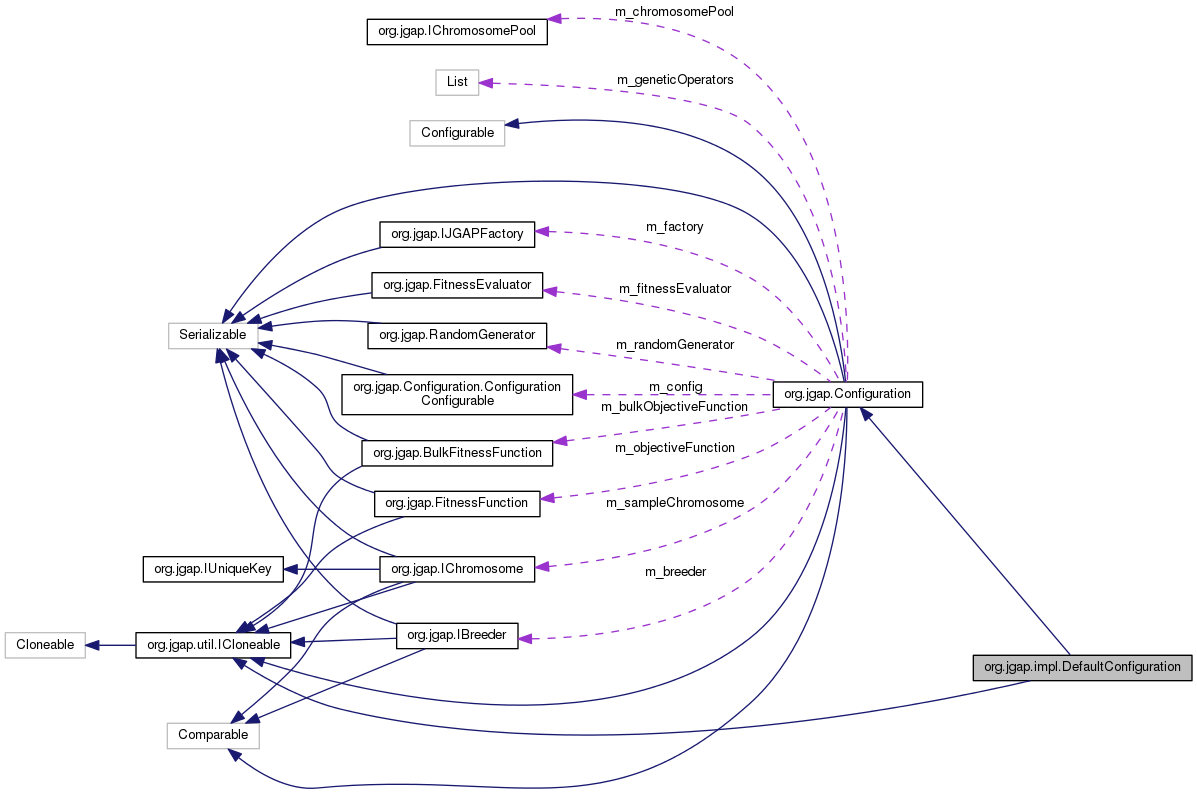 m_chromosomePool
org.jgap.IChromosomePool
m_geneticOperators
List
Configurable
m_factory
org.jgap.IJGAPFactory
org.jgap.FitnessEvaluator
m_fitnessEvaluator
Serializable
org.jgap.RandomGenerator
m_randomGenerator
org.jgap.Configuration.Configuration
Configurable
m_config
org.jgap.Configuration
m_bulkObjectiveFunction
org.jgap.BulkFitnessFunction
m_objectiveFunction
org.jgap.FitnessFunction
m_sampleChromosome
org.jgap.IUniqueKey
org.jgap.IChromosome
m_breeder
Cloneable
org.jgap.util.ICloneable
org.jgap.IBreeder
org.jgap.impl.DefaultConfiguration
Comparable